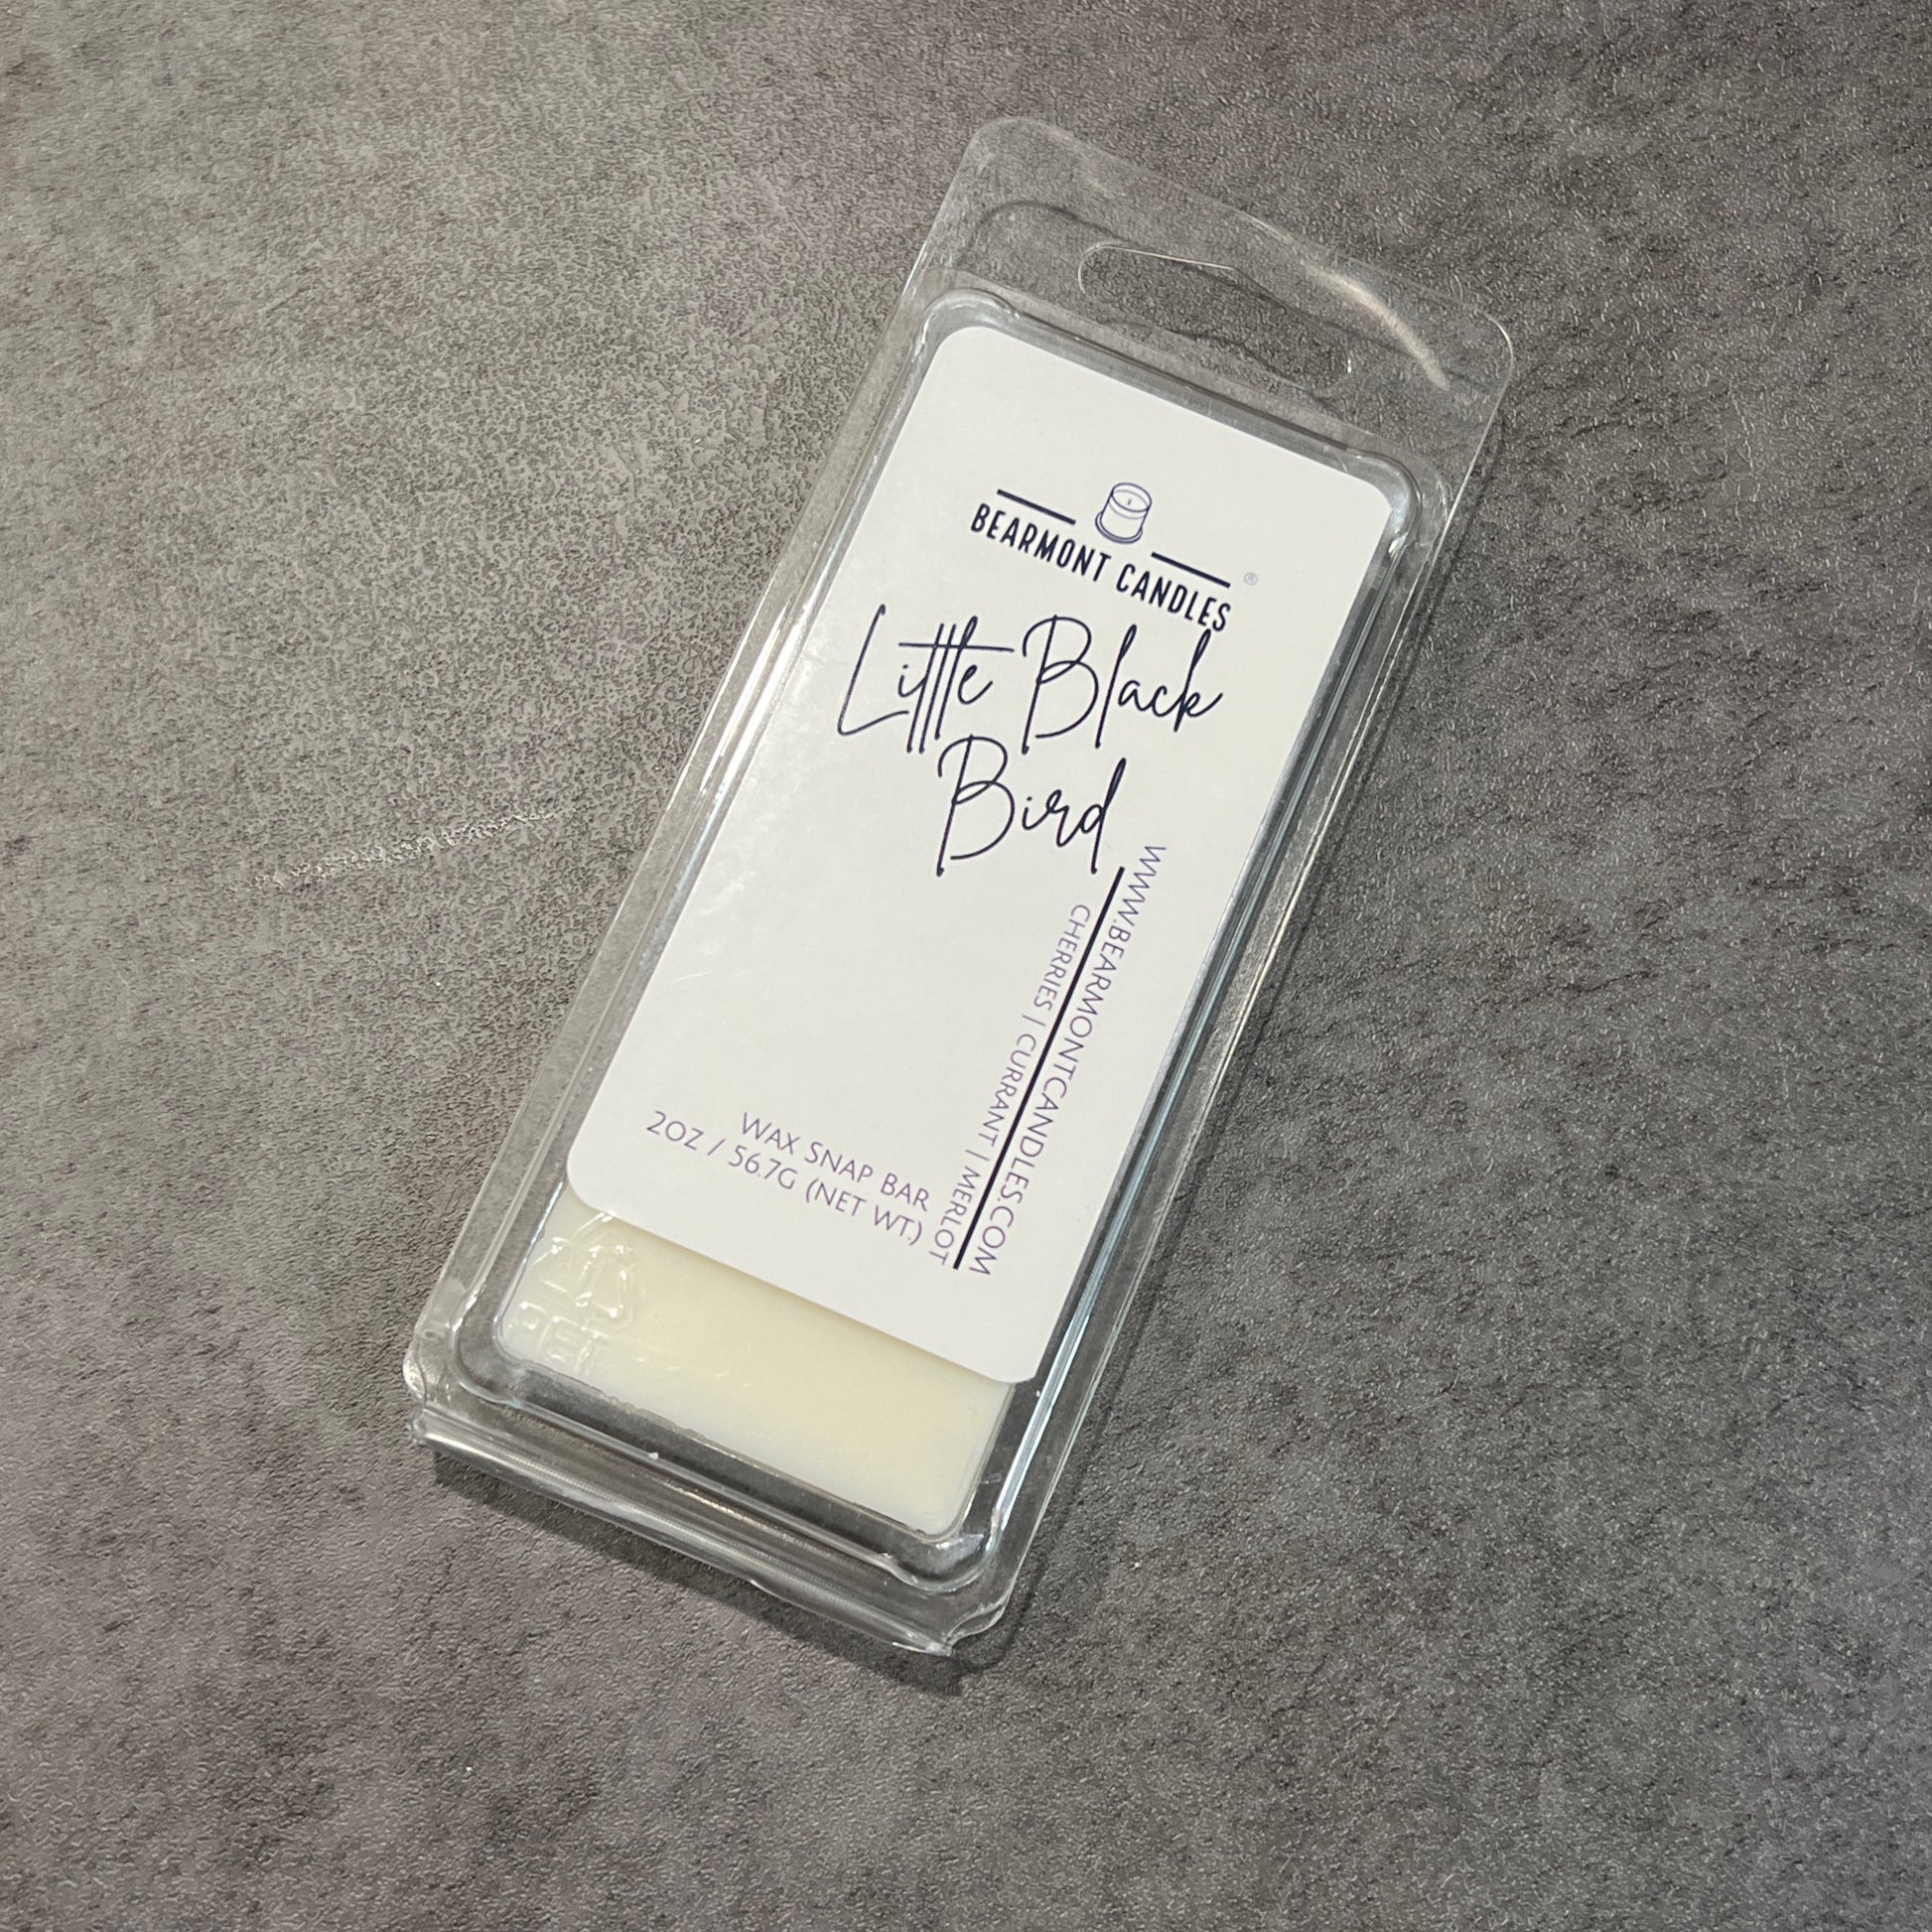 BEARMONT CANDLES ®
Little Black
Bird
WWW.BEARMONTCANDLES.COM
CHERRIES | CURRANT | MERLOT
WAX SNAP BAR
2OZ / 56.7G (NET WT.)
PET